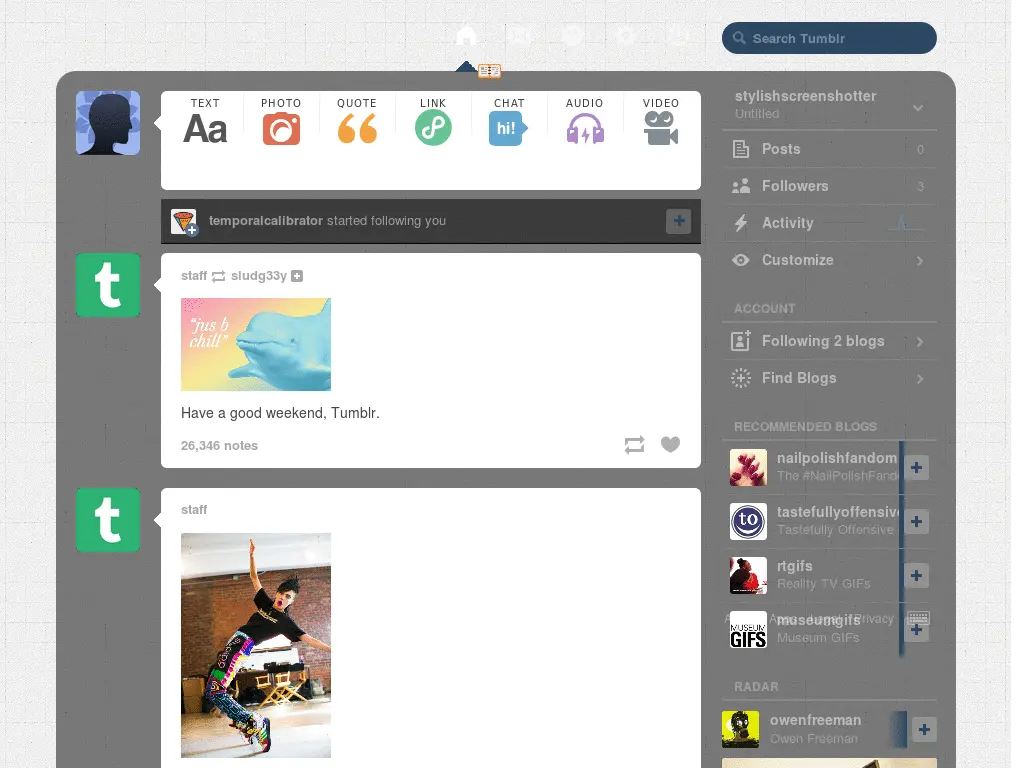 Search Tumblr
TEXT
PHOTO
QUOTE
LINK
CHAT
AUDIO
VIDEO
Aa
hi!
stylishscreenshotter
Untitled
Posts 0
Followers 3
Activity
Customize
temporalcalibrator started following you
staff sludg33y
"jus b
chill"
Have a good weekend, Tumblr.
26,346 notes
ACCOUNT
Following 2 blogs
Find Blogs
RECOMMENDED BLOGS
nailpolishfandom
The #NailPolishFand
tastefullyoffensive
Tastefully Offensive
to
rtgifs
Reality TV GIFs
museumgifs
Museum GIFs
MUSEUM
GIFS
Privacy
staff
RADAR
owenfreeman
Owen Freeman